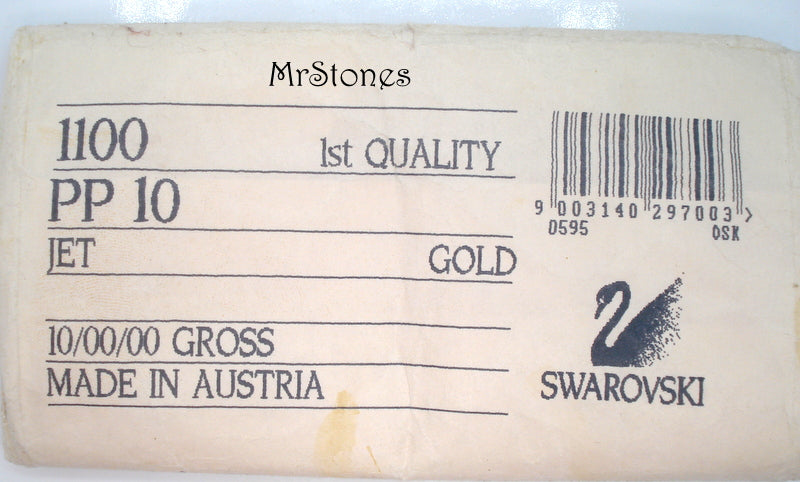 MrStones
1100 1st QUALITY
PP 10
JET GOLD
10/00/00 GROSS
MADE IN AUSTRIA
9 003140 297003 >
0595 QSK
SWAROVSKI